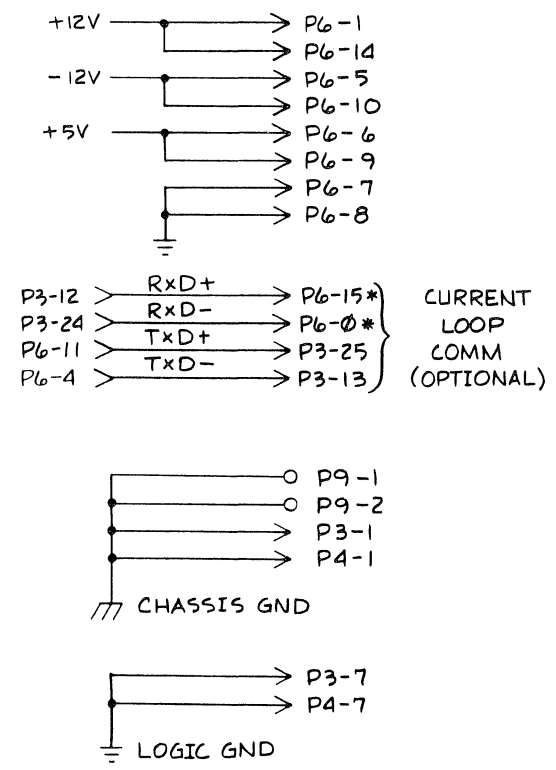 +12V P6-1
P6-14
-12V P6-5
P6-10
+5V P6-6
P6-9
P6-7
P6-8
P3-12 RxD+ P6-15* CURRENT
P3-24 RxD- P6-Ø* LOOP
P6-11 TxD+ P3-25 COMM
P6-4 TxD- P3-13 (OPTIONAL)
P9-1
P9-2
P3-1
P4-1
CHASSIS GND
P3-7
P4-7
LOGIC GND